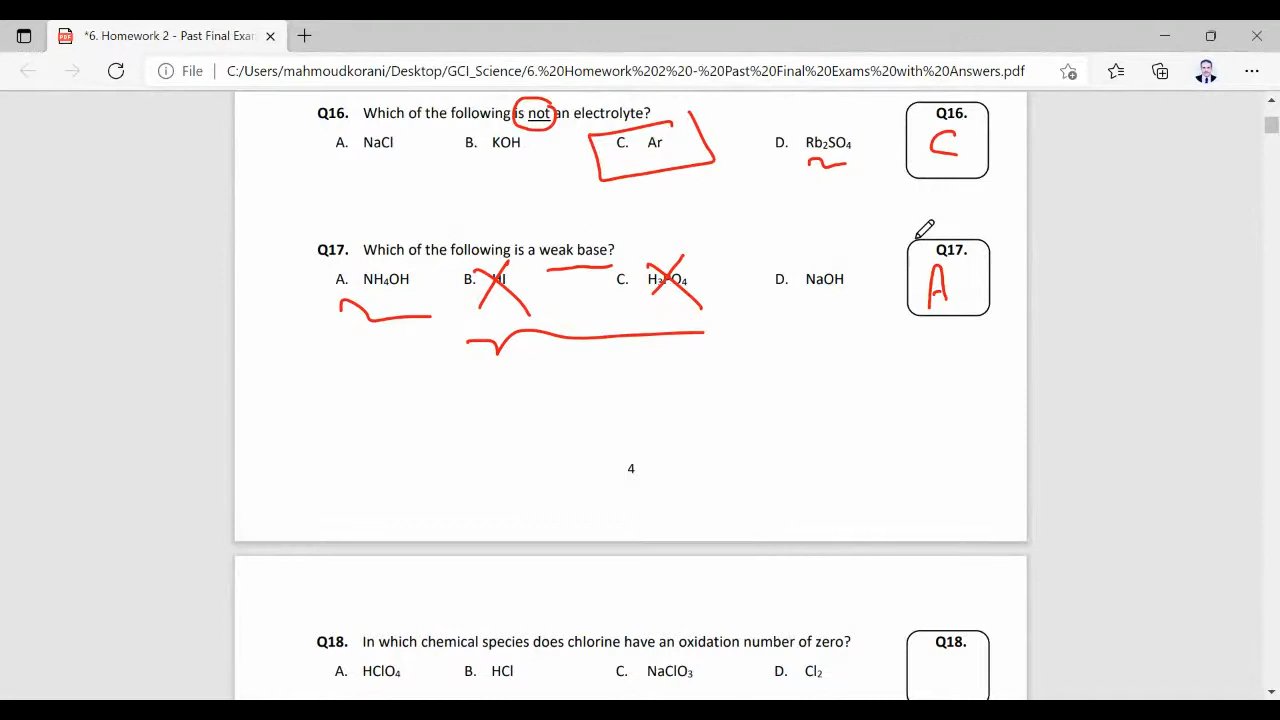 *6. Homework 2 - Past Final Exan
File C:/Users/mahmoudkorani/Desktop/GCI_Science/6.%20Homework%202%20-%20Past%20Final%20Exams%20with%20Answers.pdf
Q16. Which of the following is not an electrolyte? Q16.
A. NaCl B. KOH C. Ar D. Rb₂SO₄ C
Q17. Which of the following is a weak base? Q17.
A. NH₄OH B. HI C. H₃PO₄ D. NaOH A
4
Q18. In which chemical species does chlorine have an oxidation number of zero? Q18.
A. HClO₄ B. HCl C. NaClO₃ D. Cl₂